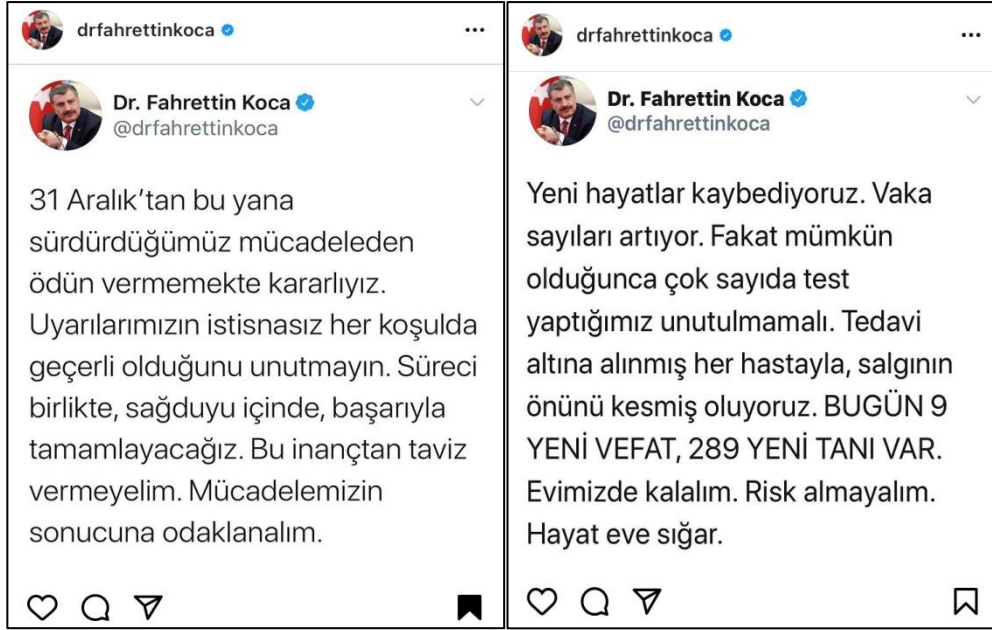 drfahrettinkoca
Dr. Fahrettin Koca
@drfahrettinkoca
31 Aralık’tan bu yana
sürdürdüğümüz mücadeleden
ödün vermemekte kararlıyız.
Uyarılarımızın istisnasız her koşulda
geçerli olduğunu unutmayın. Süreci
birlikte, sağduyu içinde, başarıyla
tamamlayacağız. Bu inançtan taviz
vermeyelim. Mücadelemizin
sonucuna odaklanalım.
drfahrettinkoca
Dr. Fahrettin Koca
@drfahrettinkoca
Yeni hayatlar kaybediyoruz. Vaka
sayıları artıyor. Fakat mümkün
olduğunca çok sayıda test
yaptığımız unutulmamalı. Tedavi
altına alınmış her hastayla, salgının
önünü kesmiş oluyoruz. BUGÜN 9
YENİ VEFAT, 289 YENİ TANI VAR.
Evimizde kalalım. Risk almayalım.
Hayat eve sığar.